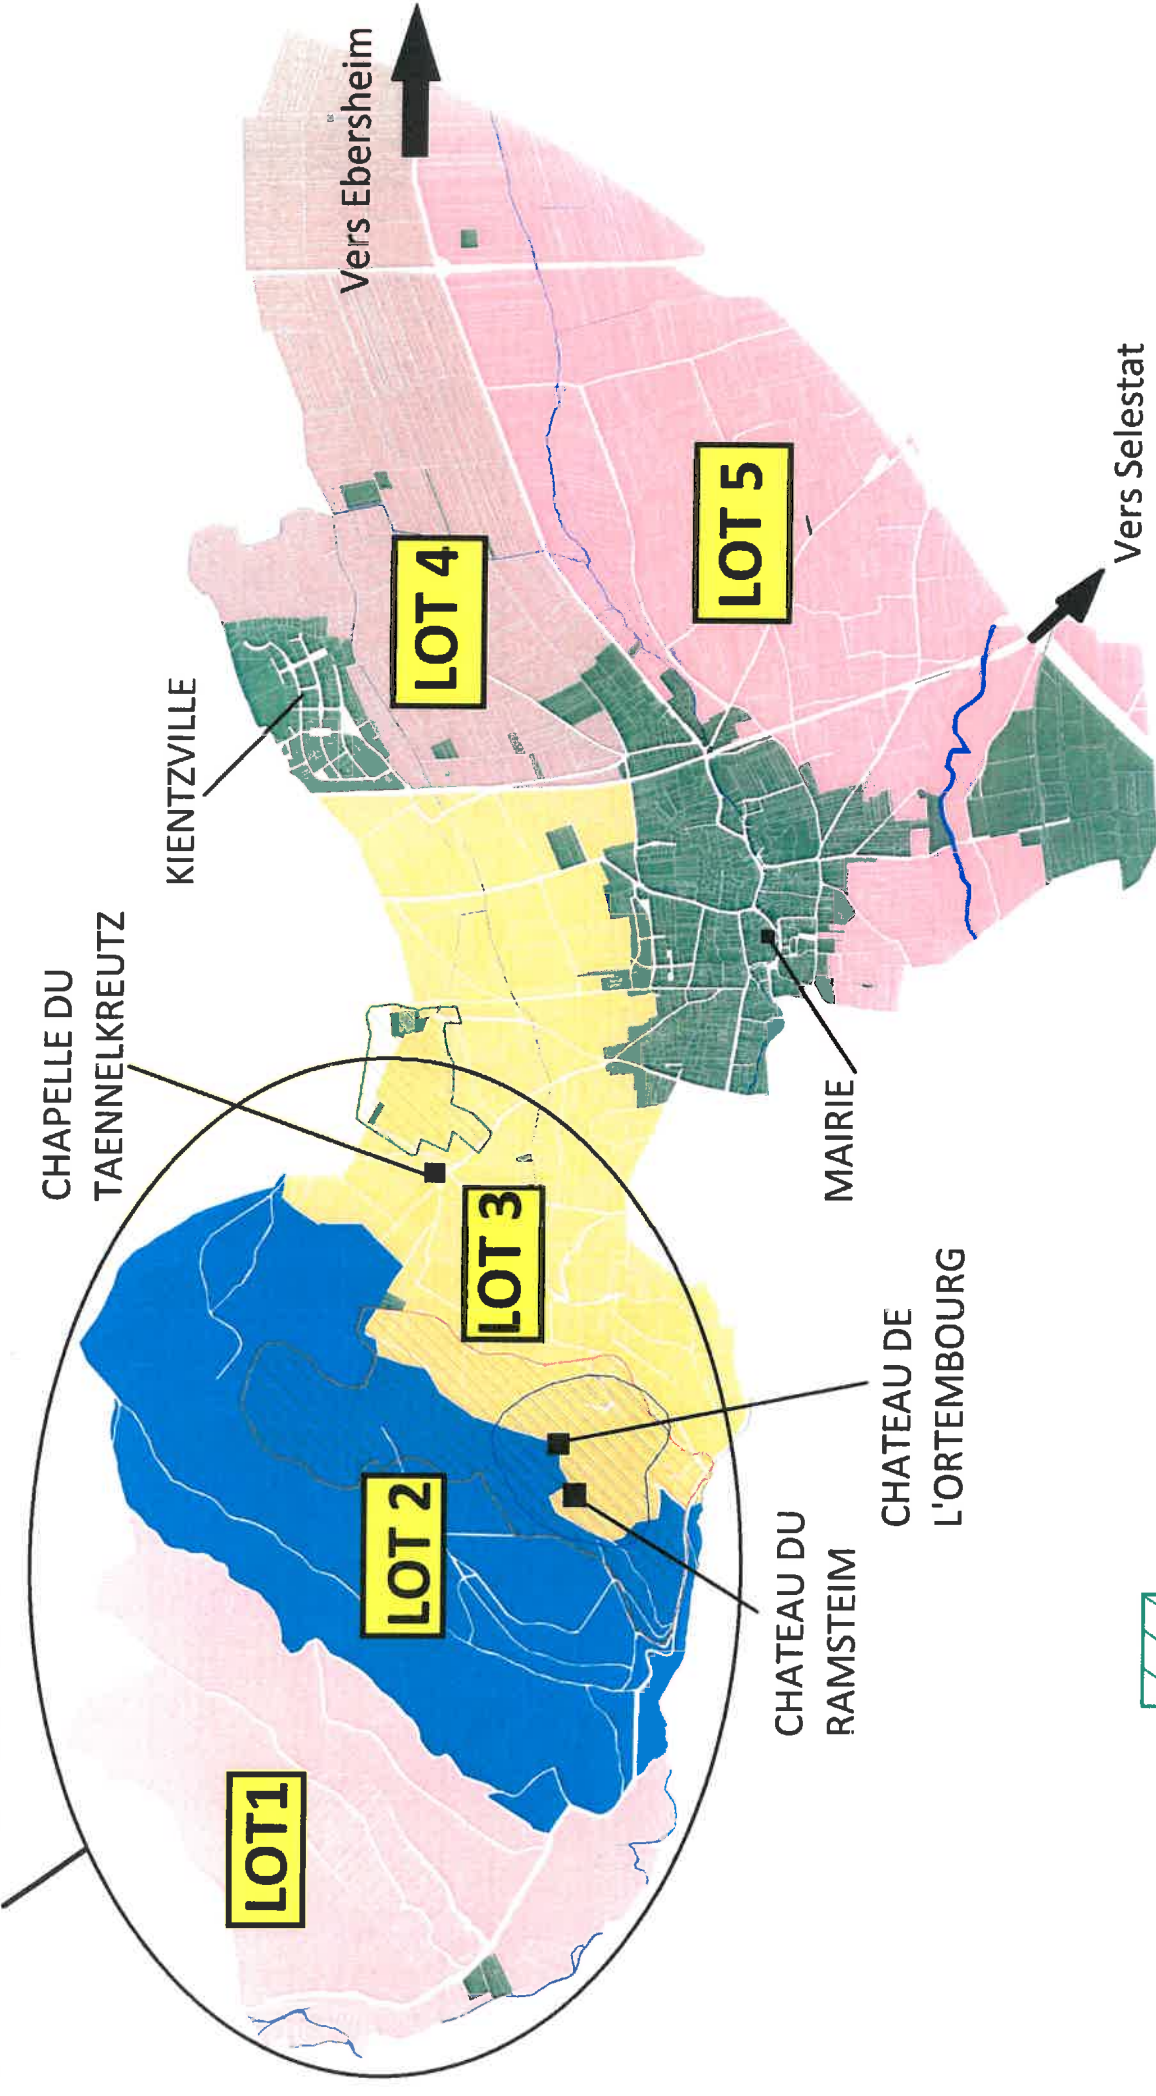 CHAPELLE DU
TAENNELKREUTZ
KIENTZVILLE
LOT1
Vers Ebersheim
LOT 2
LOT 4
LOT 3
LOT 5
CHATEAU DU
RAMSTEIM
MAIRIE
CHATEAU DE
L'ORTEMBOURG
Vers Selestat